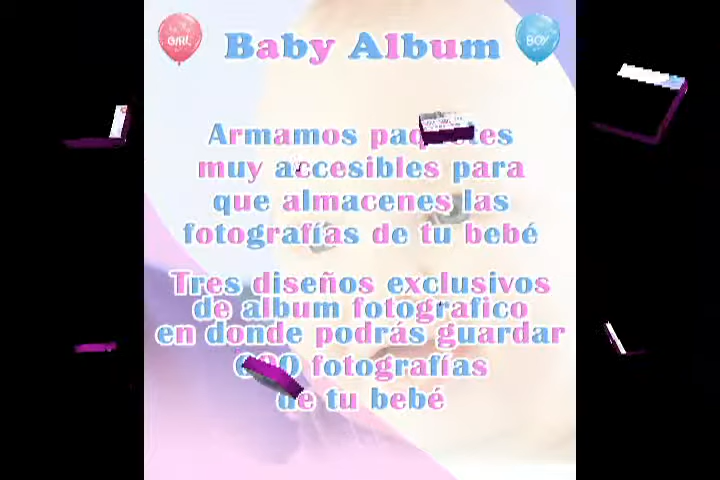 GIRL
Baby Album
BOY
Armamos
muy accesibles para
que almacenes las
fotografías de tu bebé
Tres diseños exclusivos
de album fotografico
en donde podrás guardar
fotografías
de tu bebé